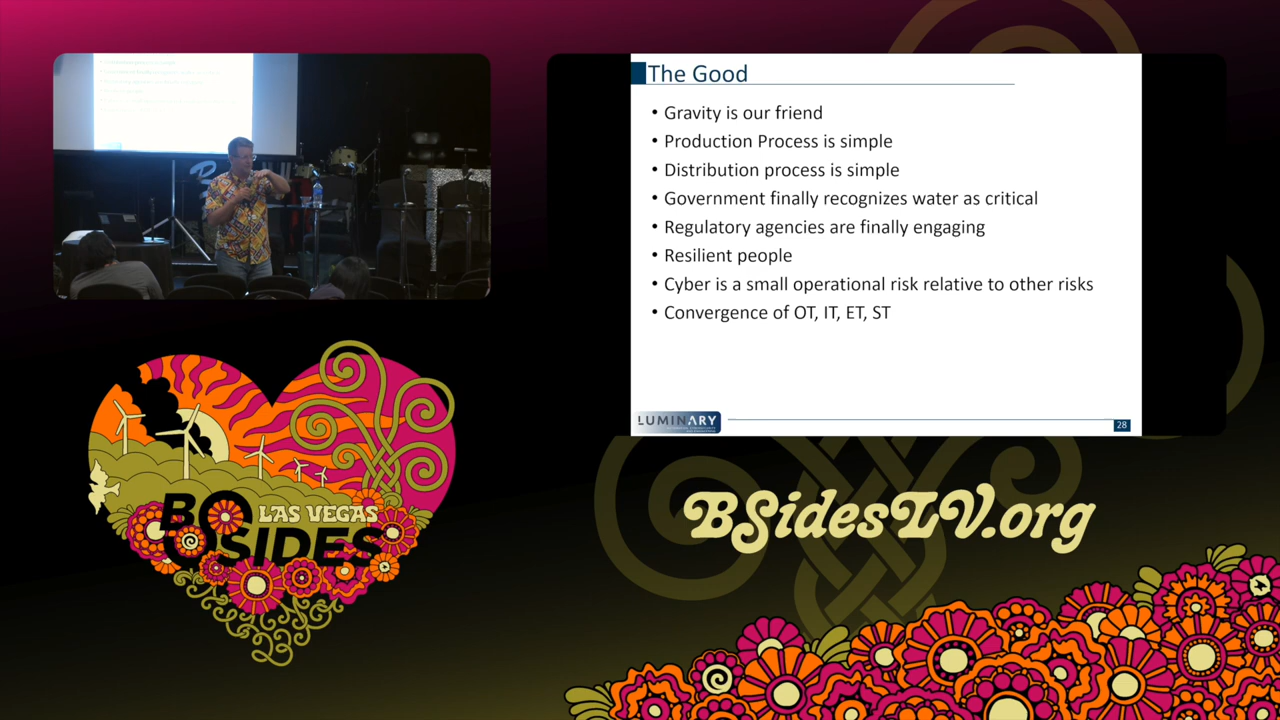 The Good
• Gravity is our friend
• Production Process is simple
• Distribution process is simple
• Government finally recognizes water as critical
• Regulatory agencies are finally engaging
• Resilient people
• Cyber is a small operational risk relative to other risks
• Convergence of OT, IT, ET, ST
LUMINARY
28
LAS VEGAS
BSIDES
BSidesLV.org